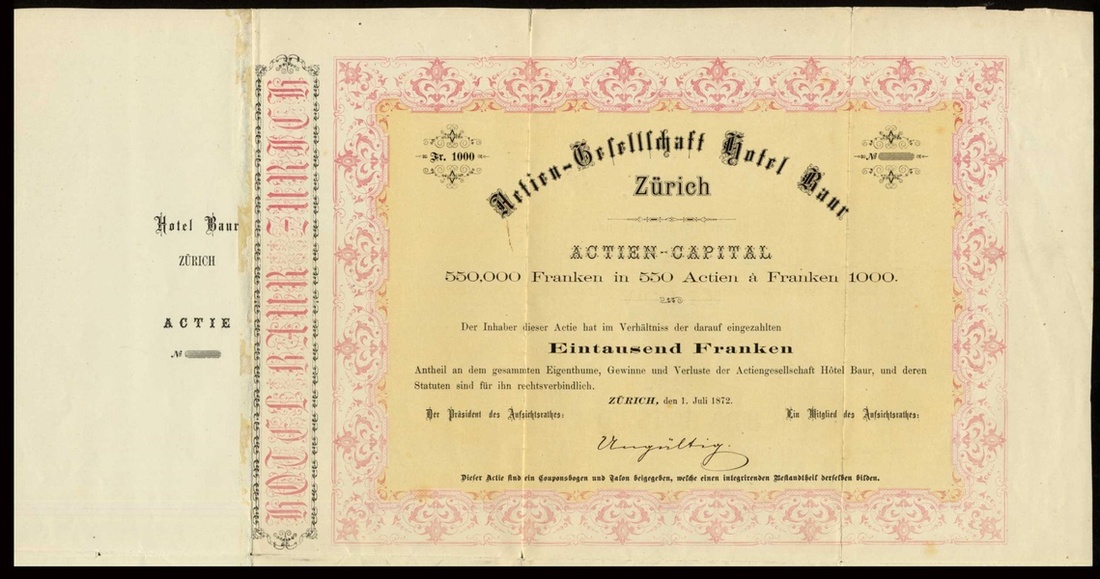 Hotel Baur
ZÜRICH
ACTIE
№
HOTEL BAUR ZÜRICH
Fr. 1000
№
Actien-Gesellschaft Hotel Baur
Zürich
ACTIEN-CAPITAL
550,000 Franken in 550 Actien à Franken 1000.
Der Inhaber dieser Actie hat im Verhältniss der darauf eingezahlten
Eintausend Franken
Antheil an dem gesammten Eigenthume, Gewinne und Verluste der Actiengesellschaft Hôtel Baur, und deren
Statuten sind für ihn rechtsverbindlich.
ZÜRICH, den 1. Juli 1872.
Der Präsident des Aufsichtsrathes:
Ein Mitglied des Aufsichtsrathes:
Ungültig.
Dieser Actie sind ein Couponsbogen und Talon beigegeben, welche einen integrirenden Bestandtheil derselben bilden.